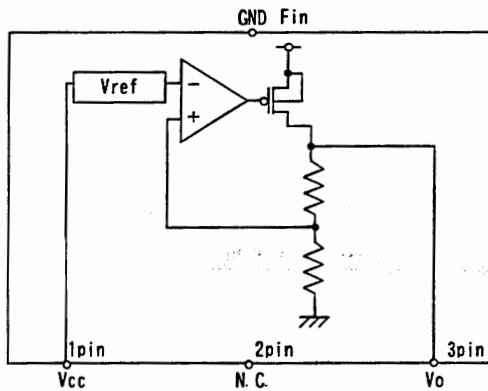 GND Fin
Vref
−
+
1pin
2pin
3pin
Vcc
N.C.
Vo